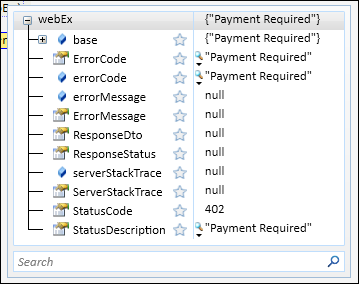 webEx {"Payment Required"}
base {"Payment Required"}
ErrorCode "Payment Required"
errorCode "Payment Required"
errorMessage null
ErrorMessage null
ResponseDto null
ResponseStatus null
serverStackTrace null
ServerStackTrace null
StatusCode 402
StatusDescription "Payment Required"
Search